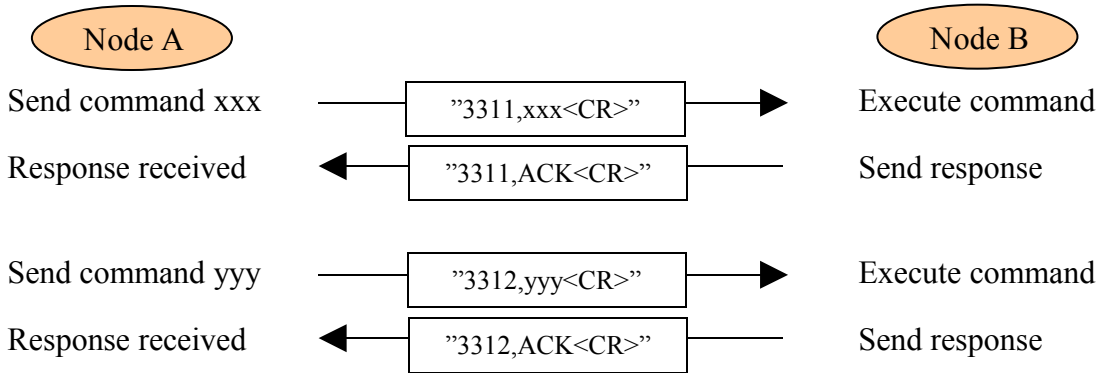 Node A Node B
Send command xxx ”3311,xxx<CR>” Execute command
Response received ”3311,ACK<CR>” Send response
Send command yyy ”3312,yyy<CR>” Execute command
Response received ”3312,ACK<CR>” Send response